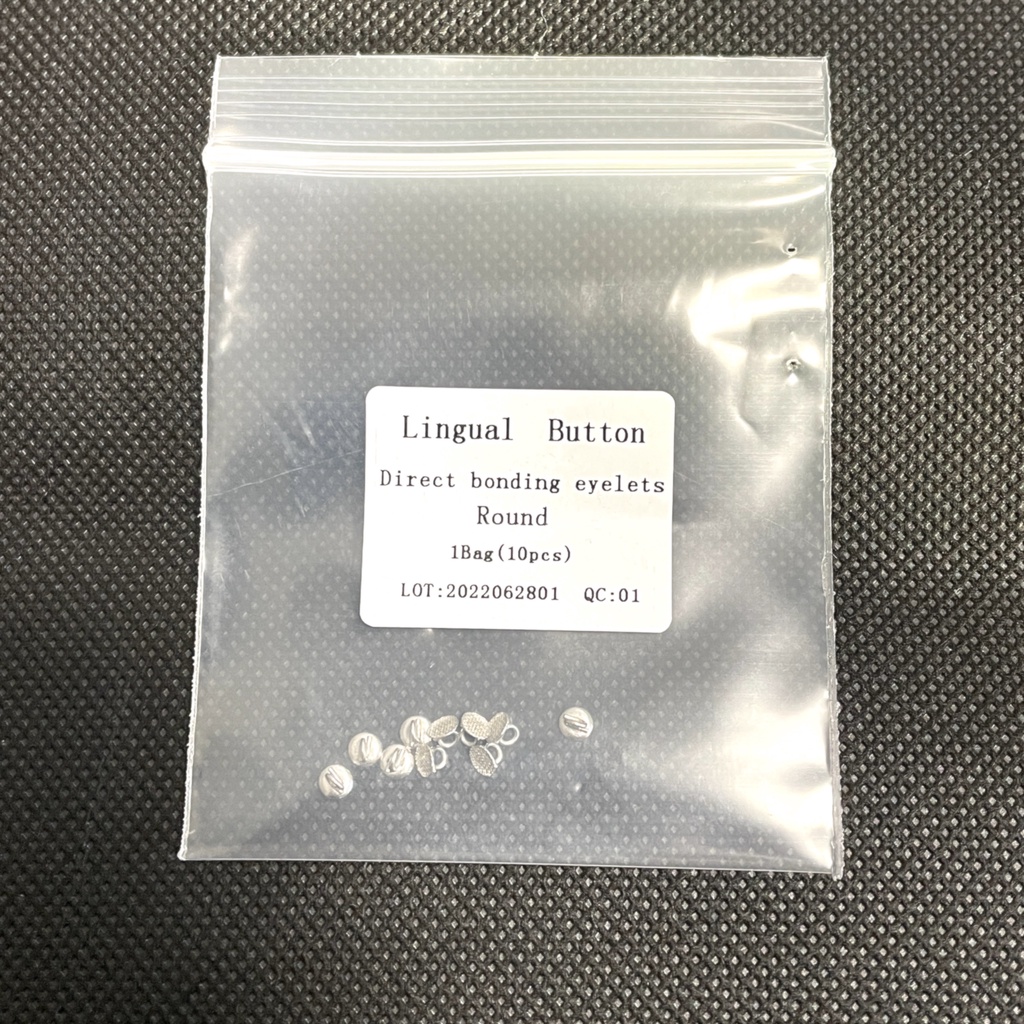 Lingual Button
Direct bonding eyelets
Round
1Bag(10pcs)
LOT:2022062801 QC:01